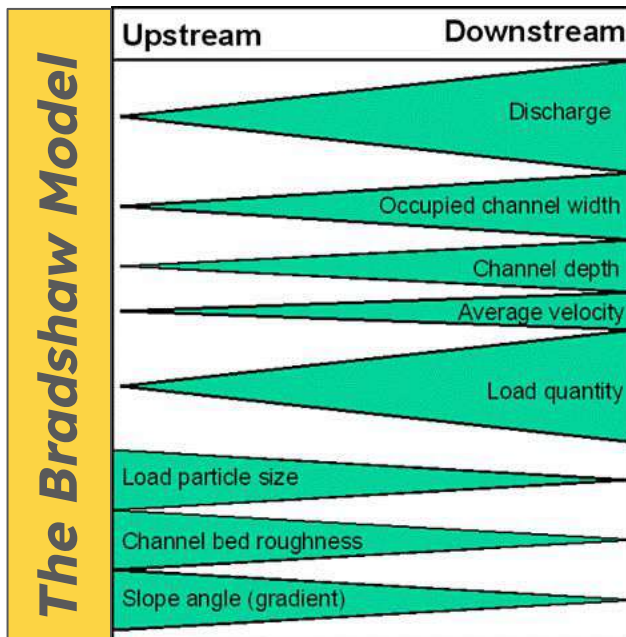 The Bradshaw Model
Upstream Downstream
Discharge
Occupied channel width
Channel depth
Average velocity
Load quantity
Load particle size
Channel bed roughness
Slope angle (gradient)